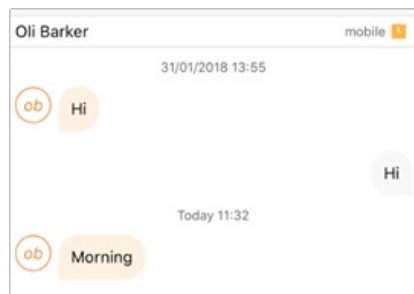 Oli Barker mobile
31/01/2018 13:55
ob Hi
Hi
Today 11:32
ob Morning